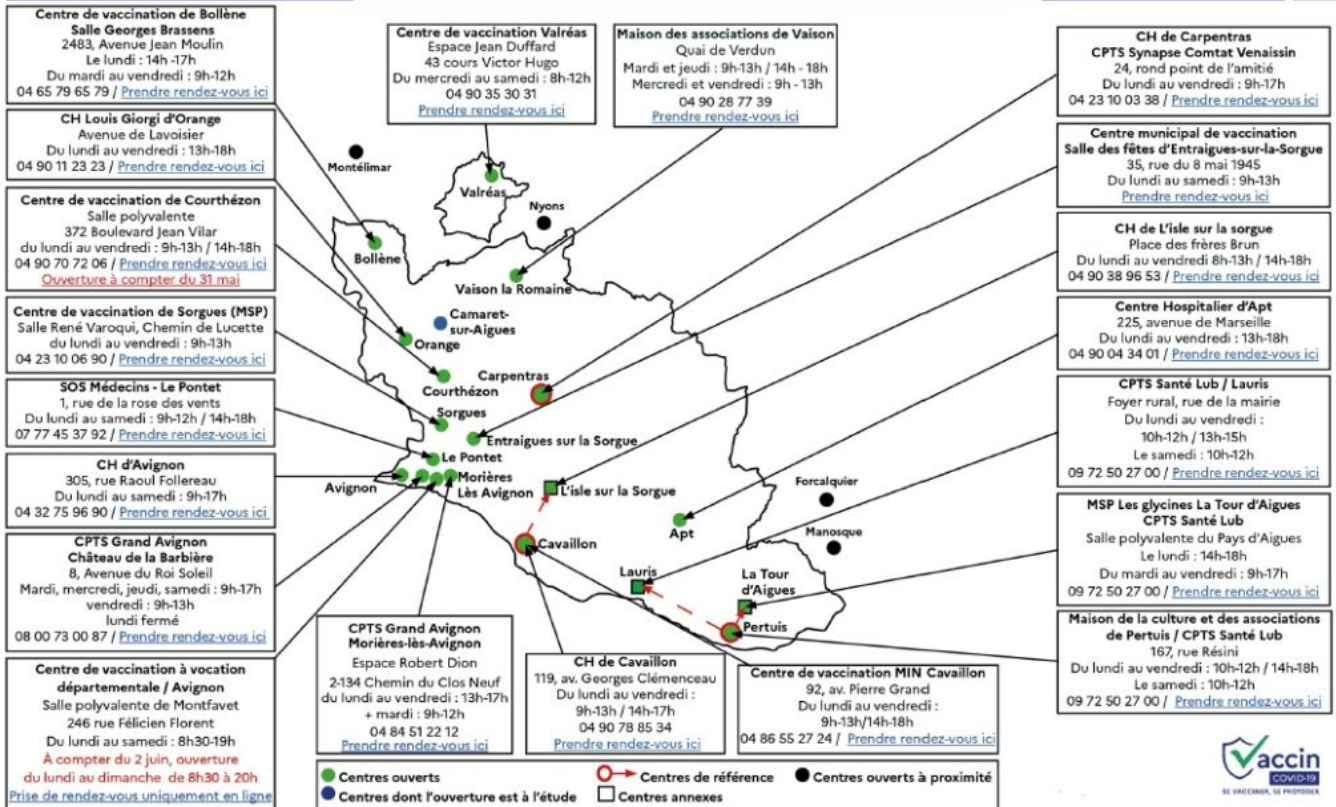 Centre de vaccination de Bollène
Salle Georges Brassens
2483, Avenue Jean Moulin
Le lundi : 14h -17h
Du mardi au vendredi : 9h-12h
04 65 79 65 79 / Prendre rendez-vous ici
CH Louis Giorgi d'Orange
Avenue de Lavoisier
Du lundi au vendredi : 13h-18h
04 90 11 23 23 / Prendre rendez-vous ici
Centre de vaccination de Courthézon
Salle polyvalente
372 Boulevard Jean Vilar
du lundi au vendredi : 9h-13h / 14h-18h
04 90 70 72 06 / Prendre rendez-vous ici
Ouverture à compter du 31 mai
Centre de vaccination de Sorgues (MSP)
Salle René Varoqui, Chemin de Lucette
du lundi au vendredi : 9h-13h
04 23 10 06 90 / Prendre rendez-vous ici
SOS Médecins - Le Pontet
1, rue de la rose des vents
Du lundi au samedi : 9h-12h / 14h-18h
07 77 45 37 92 / Prendre rendez-vous ici
CH d'Avignon
305, rue Raoul Follereau
Du lundi au samedi : 9h-17h
04 32 75 96 90 / Prendre rendez-vous ici
CPTS Grand Avignon
Château de la Barbière
8, Avenue du Roi Soleil
Mardi, mercredi, jeudi, samedi : 9h-17h
vendredi : 9h-13h
lundi fermé
08 00 73 00 87 / Prendre rendez-vous ici
Centre de vaccination à vocation
départementale / Avignon
Salle polyvalente de Montfavet
246 rue Félicien Florent
Du lundi au samedi : 8h30-19h
À compter du 2 juin, ouverture
du lundi au dimanche de 8h30 à 20h
Prise de rendez-vous uniquement en ligne
Centre de vaccination Valréas
Espace Jean Duffard
43 cours Victor Hugo
Du mercredi au samedi : 8h-12h
04 90 35 30 31
Prendre rendez-vous ici
Maison des associations de Vaison
Quai de Verdun
Mardi et jeudi : 9h-13h / 14h - 18h
Mercredi et vendredi : 9h - 13h
04 90 28 77 39
Prendre rendez-vous ici
Montélimar
Valréas
Nyons
Bollène
Vaison la Romaine
Camaret-
sur-Aigues
Orange
Courthézon
Carpentras
Sorgues
Entraigues sur la Sorgue
Le Pontet
Avignon
Morières
Lès Avignon
L'isle sur la Sorgue
Cavaillon
Apt
Forcalquier
Manosque
Lauris
La Tour
d'Aigues
Pertuis
CPTS Grand Avignon
Morières-lès-Avignon
Espace Robert Dion
2-134 Chemin du Clos Neuf
du lundi au vendredi : 13h-17h
+ mardi : 9h-12h
04 84 51 22 12
Prendre rendez-vous ici
CH de Cavaillon
119, av. Georges Clémenceau
Du lundi au vendredi :
9h-13h / 14h-17h
04 90 78 85 34
Prendre rendez-vous ici
Centre de vaccination MIN Cavaillon
92, av. Pierre Grand
Du lundi au vendredi :
9h-13h/14h-18h
04 86 55 27 24 / Prendre rendez-vous ici
CH de Carpentras
CPTS Synapse Comtat Venaissin
24, rond point de l'amitié
Du lundi au vendredi : 9h-17h
04 23 10 03 38 / Prendre rendez-vous ici
Centre municipal de vaccination
Salle des fêtes d'Entraigues-sur-la-Sorgue
35, rue du 8 mai 1945
Du lundi au samedi : 9h-13h
Prendre rendez-vous ici
CH de L'isle sur la sorgue
Place des frères Brun
Du lundi au vendredi 8h-13h / 14h-18h
04 90 38 96 53 / Prendre rendez-vous ici
Centre Hospitalier d'Apt
225, avenue de Marseille
Du lundi au vendredi : 13h-18h
04 90 04 34 01 / Prendre rendez-vous ici
CPTS Santé Lub / Lauris
Foyer rural, rue de la mairie
Du lundi au vendredi :
10h-12h / 13h-15h
Le samedi : 10h-12h
09 72 50 27 00 / Prendre rendez-vous ici
MSP Les glycines La Tour d'Aigues
CPTS Santé Lub
Salle polyvalente du Pays d'Aigues
Le lundi : 14h-18h
Du mardi au vendredi : 9h-17h
09 72 50 27 00 / Prendre rendez-vous ici
Maison de la culture et des associations
de Pertuis / CPTS Santé Lub
167, rue Résini
Du lundi au vendredi : 10h-12h / 14h-18h
Le samedi : 10h-12h
09 72 50 27 00 / Prendre rendez-vous ici
Centres ouverts
Centres de référence
Centres ouverts à proximité
Centres dont l'ouverture est à l'étude
Centres annexes
Vaccin
COVID-19
SE VACCINER, SE PROTÉGER